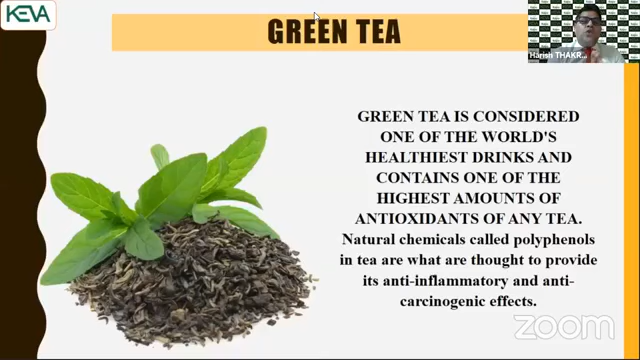 KEVA
GREEN TEA
Harish THAKR...
GREEN TEA IS CONSIDERED
ONE OF THE WORLD'S
HEALTHIEST DRINKS AND
CONTAINS ONE OF THE
HIGHEST AMOUNTS OF
ANTIOXIDANTS OF ANY TEA.
Natural chemicals called polyphenols
in tea are what are thought to provide
its anti-inflammatory and anti-
carcinogenic effects.
zoom